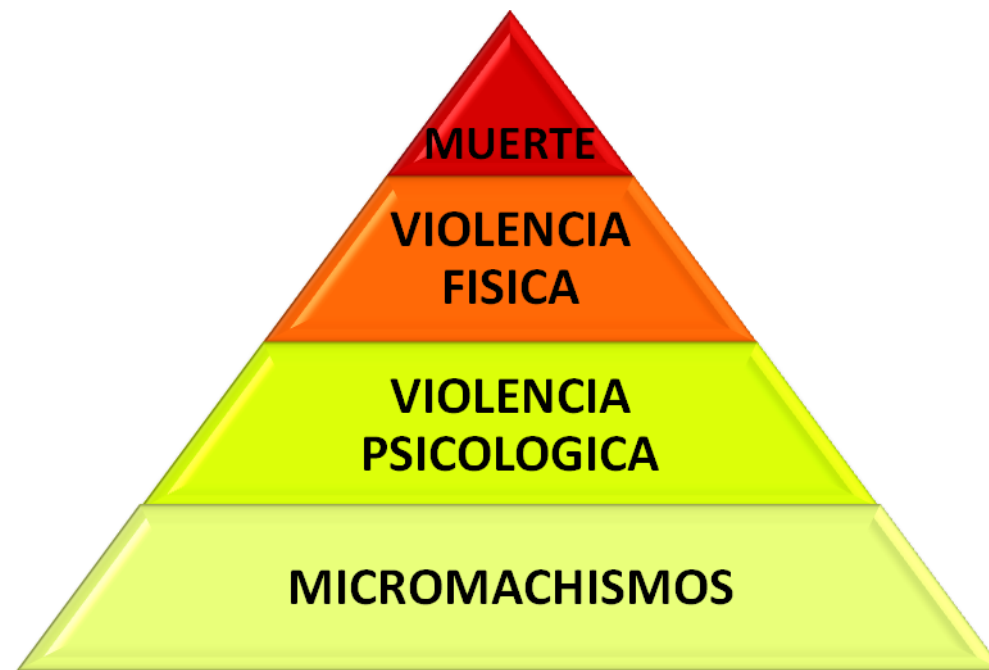 MUERTE
VIOLENCIA
FISICA
VIOLENCIA
PSICOLOGICA
MICROMACHISMOS